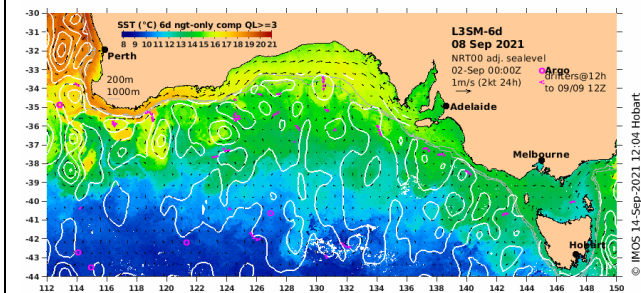 SST (°C) 6d ngt-only comp QL>=3
8 9 10 11 12 13 14 15 16 17 18 19 20 21
L3SM-6d
08 Sep 2021
NRT00 adj. sealevel
02-Sep 00:00Z
1m/s (2kt 24h)
Argo
drifters@12h
to 09/09 12Z
Perth
200m
1000m
Adelaide
Melbourne
Hobart
-30
-31
-32
-33
-34
-35
-36
-37
-38
-39
-40
-41
-42
-43
-44
112 114 116 118 120 122 124 126 128 130 132 134 136 138 140 142 144 146 148 150
© IMOS 14-Sep-2021 12:04 Hobart